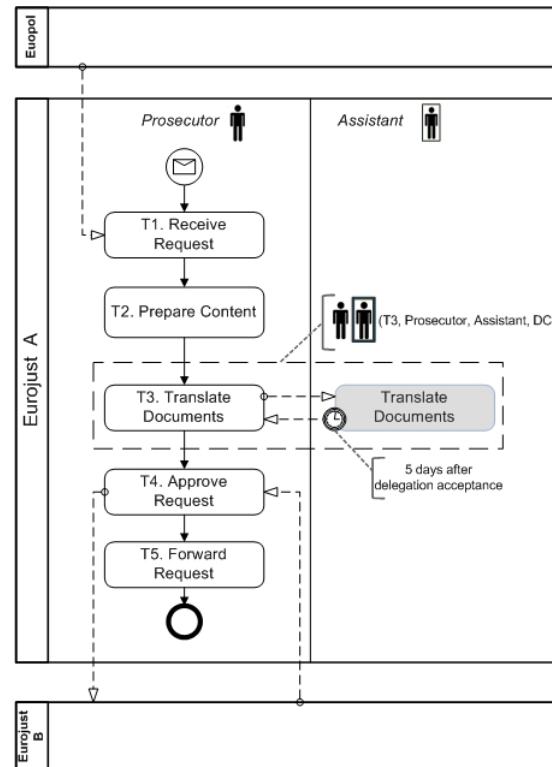 Euopol
Eurojust A
Prosecutor
Assistant
T1. Receive
Request
T2. Prepare Content
(T3, Prosecutor, Assistant, DC
T3. Translate
Documents
Translate
Documents
5 days after
delegation acceptance
T4. Approve
Request
T5. Forward
Request
Eurojust
B